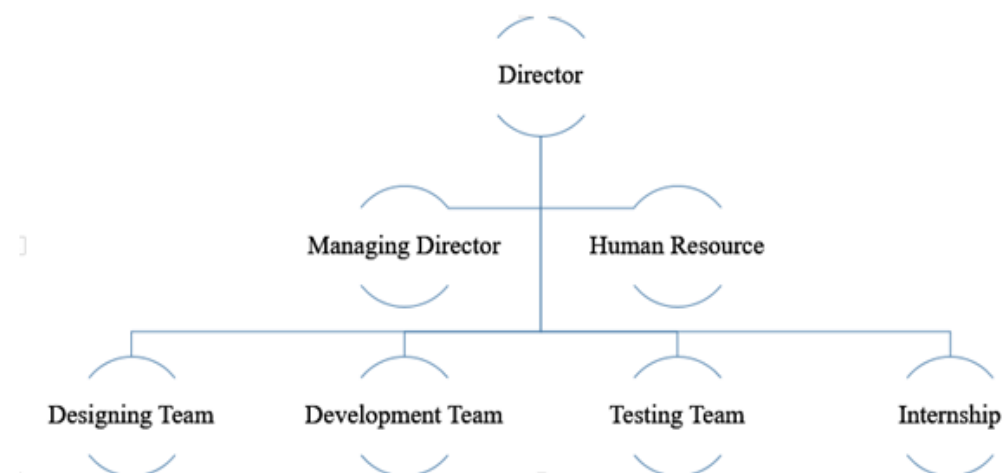 Director
Managing Director
Human Resource
Designing Team
Development Team
Testing Team
Internship